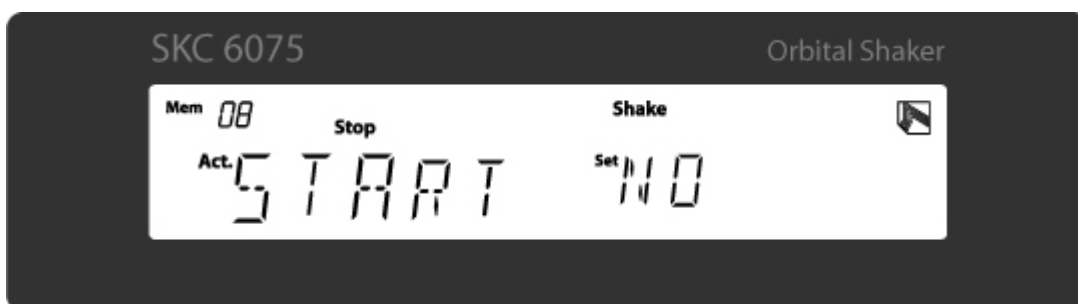 SKC 6075 Orbital Shaker
Mem 08 Stop Shake
Act. START Set NO